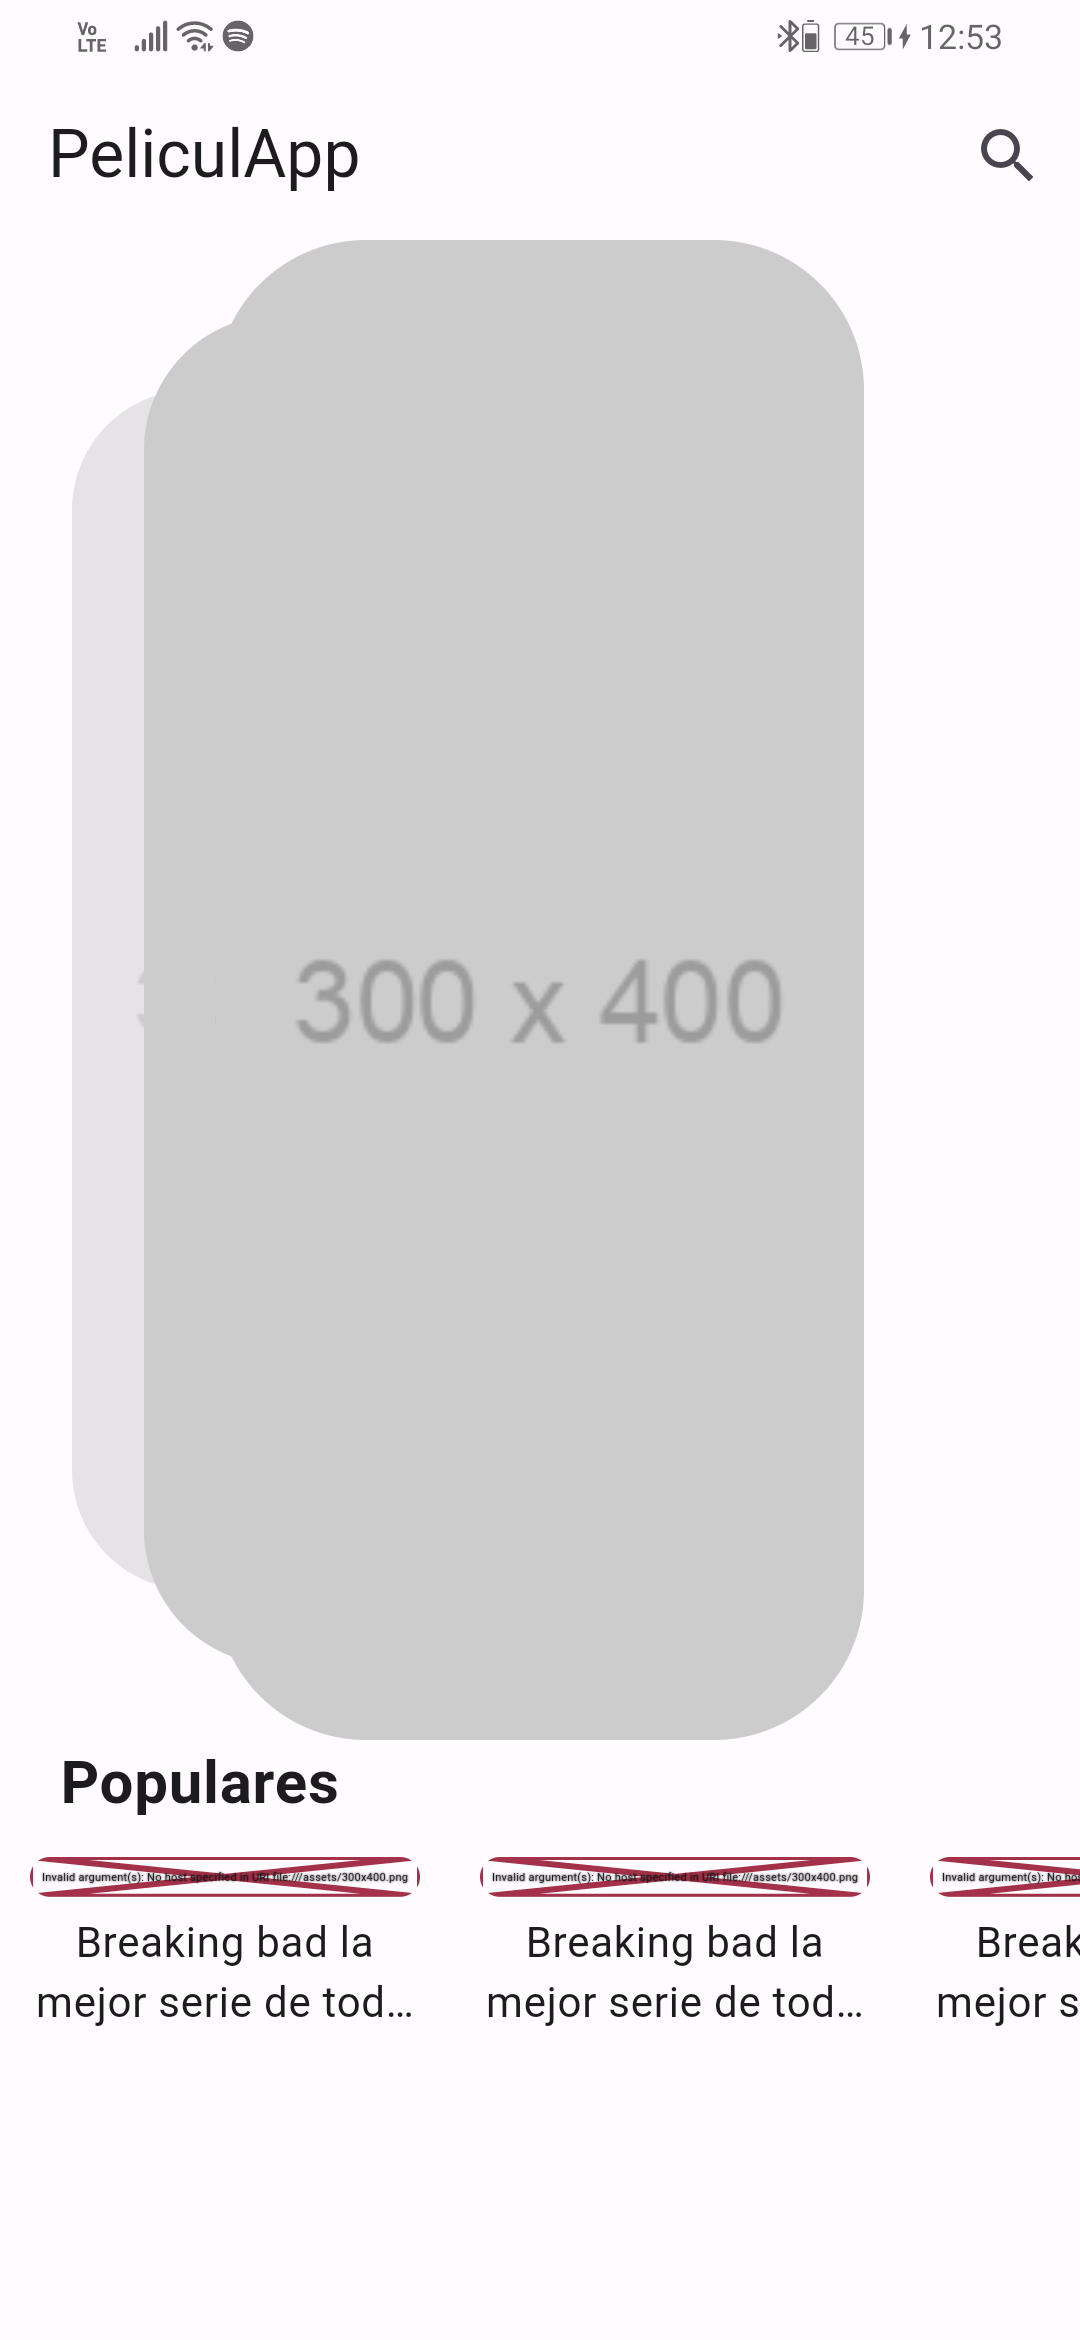 Vo LTE 45 12:53
PeliculApp
300 x 400
Populares
Invalid argument(s): No host specified in URI file:///assets/300x400.png Invalid argument(s): No host specified in URI file:///assets/300x400.png Invalid argument(s): No hos
Breaking bad la Breaking bad la Break
mejor serie de tod... mejor serie de tod... mejor s